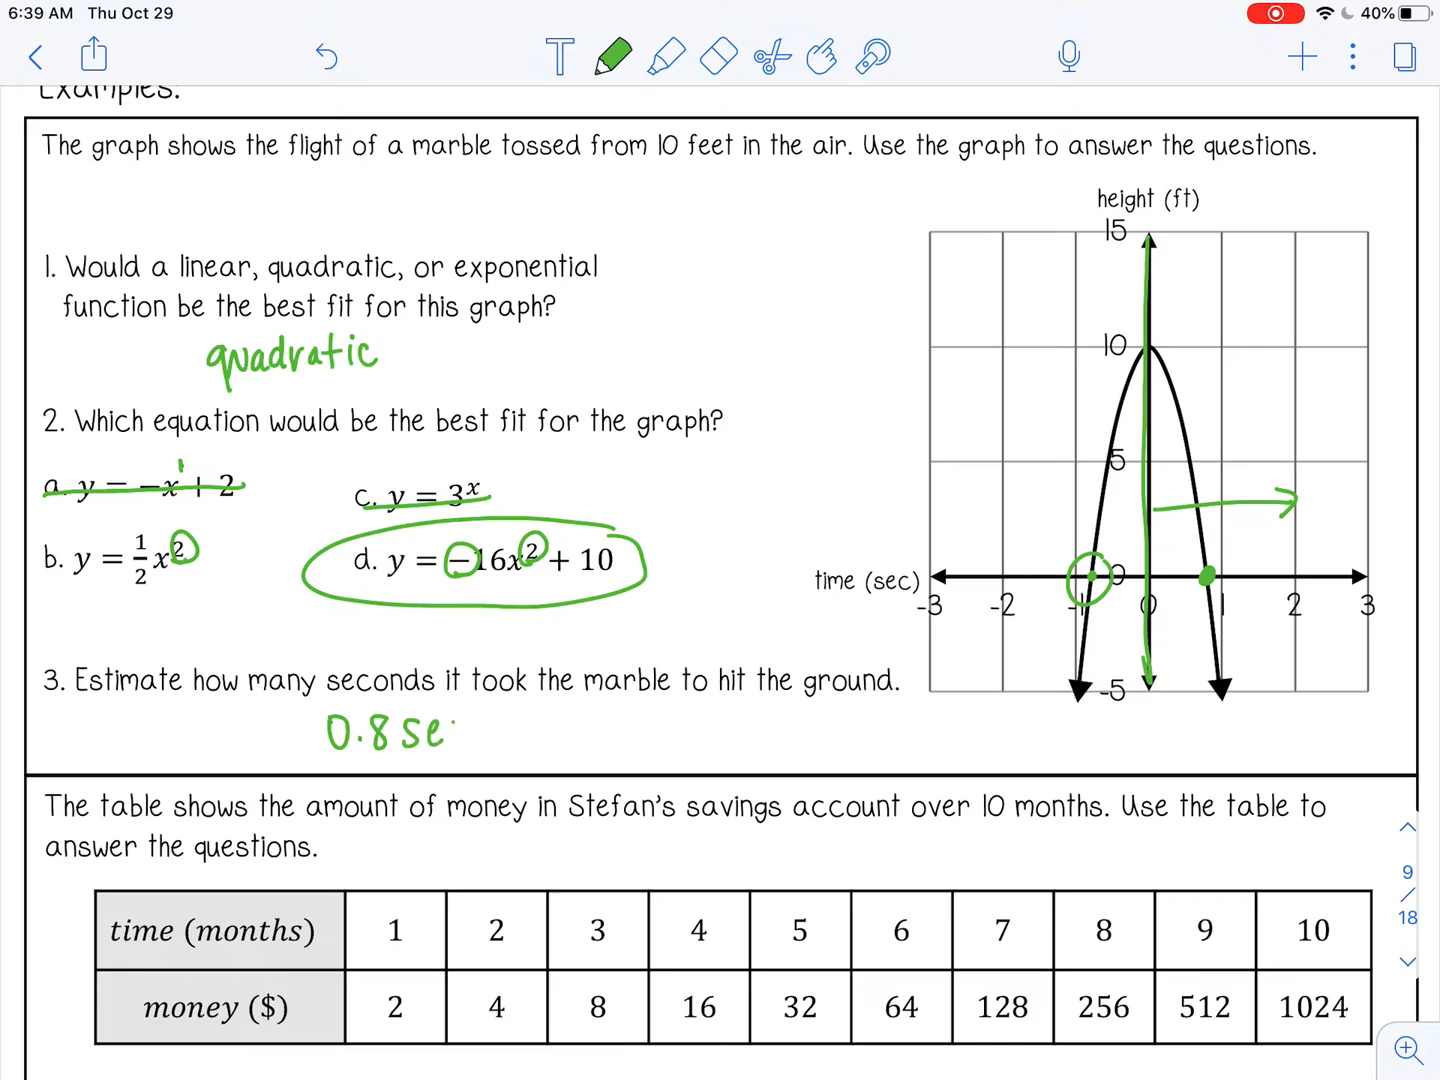 6:39 AM Thu Oct 29
40%
Examples:
The graph shows the flight of a marble tossed from 10 feet in the air. Use the graph to answer the questions.
1. Would a linear, quadratic, or exponential
function be the best fit for this graph?
quadratic
2. Which equation would be the best fit for the graph?
a. y = -x¹ + 2
c. y = 3ˣ
b. y = 1/2 x²
d. y = -16x² + 10
3. Estimate how many seconds it took the marble to hit the ground.
0.8 se
height (ft)
15
10
5
0
-5
time (sec)
-3 -2 -1 0 1 2 3
The table shows the amount of money in Stefan's savings account over 10 months. Use the table to
answer the questions.
time (months) 1 2 3 4 5 6 7 8 9 10
money ($) 2 4 8 16 32 64 128 256 512 1024
9
/
18